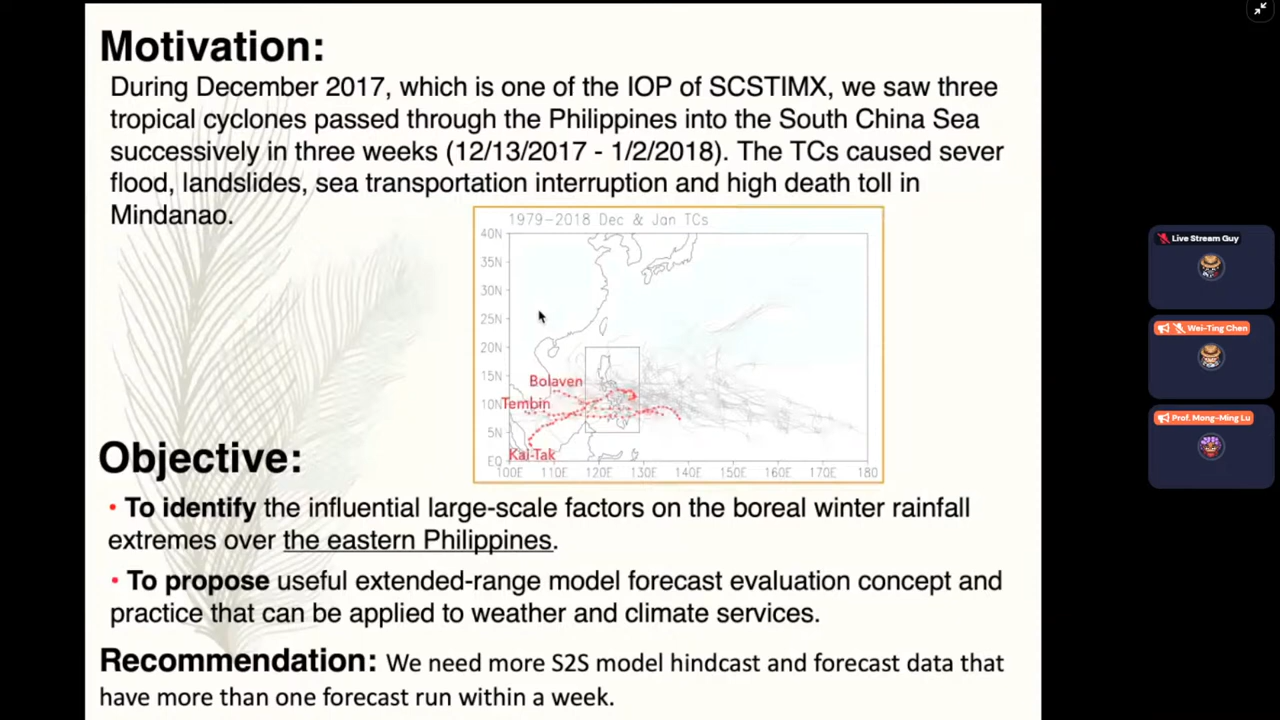 Motivation:
During December 2017, which is one of the IOP of SCSTIMX, we saw three
tropical cyclones passed through the Philippines into the South China Sea
successively in three weeks (12/13/2017 - 1/2/2018). The TCs caused sever
flood, landslides, sea transportation interruption and high death toll in
Mindanao.
1979-2018 Dec & Jan TCs
40N
35N
30N
25N
20N
15N
10N
5N
EQ
Bolaven
Tembin
Kai-Tak
100E 110E 120E 130E 140E 150E 160E 170E 180
Objective:
• To identify the influential large-scale factors on the boreal winter rainfall
extremes over the eastern Philippines.
• To propose useful extended-range model forecast evaluation concept and
practice that can be applied to weather and climate services.
Recommendation: We need more S2S model hindcast and forecast data that
have more than one forecast run within a week.
Live Stream Guy
Wei-Ting Chen
Prof. Mong-Ming Lu